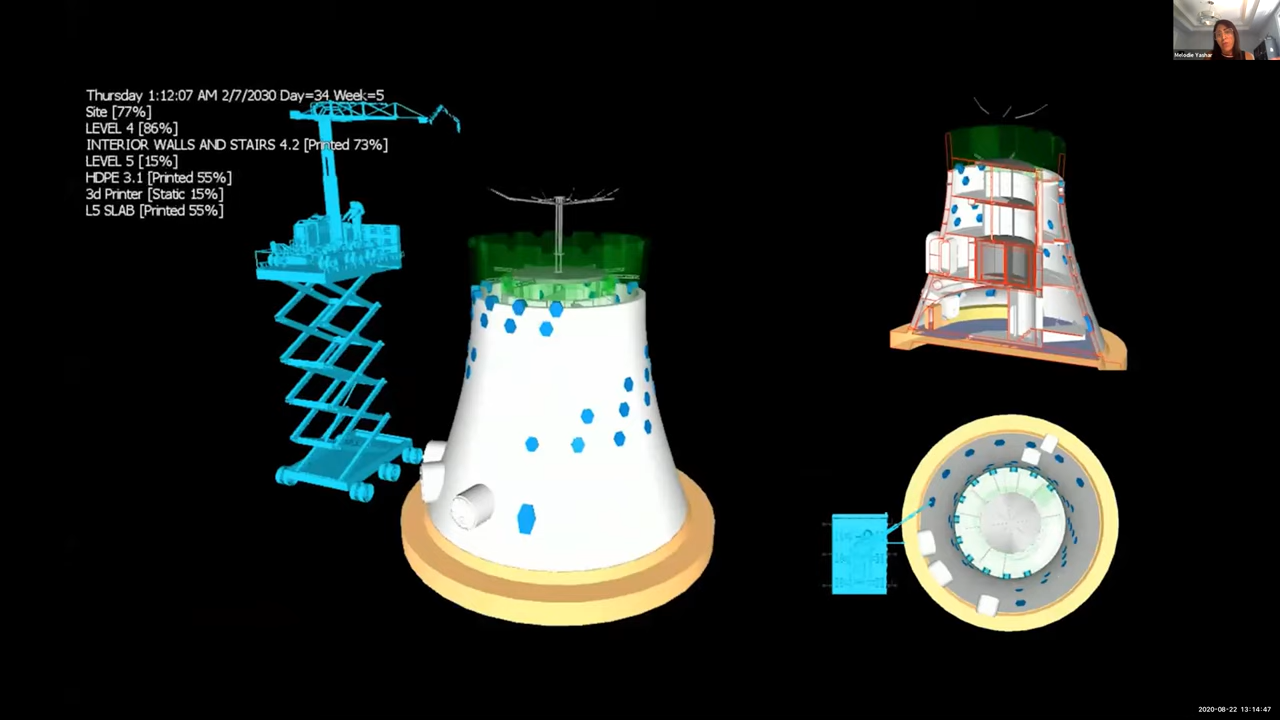 Thursday 1:12:07 AM 2/7/2030 Day=34 Week=5
Site [77%]
LEVEL 4 [86%]
INTERIOR WALLS AND STAIRS 4.2 [Printed 73%]
LEVEL 5 [15%]
HDPE 3.1 [Printed 55%]
3d Printer [Static 15%]
L5 SLAB [Printed 55%]
Melodie Yashar
2020-08-22 13:14:47